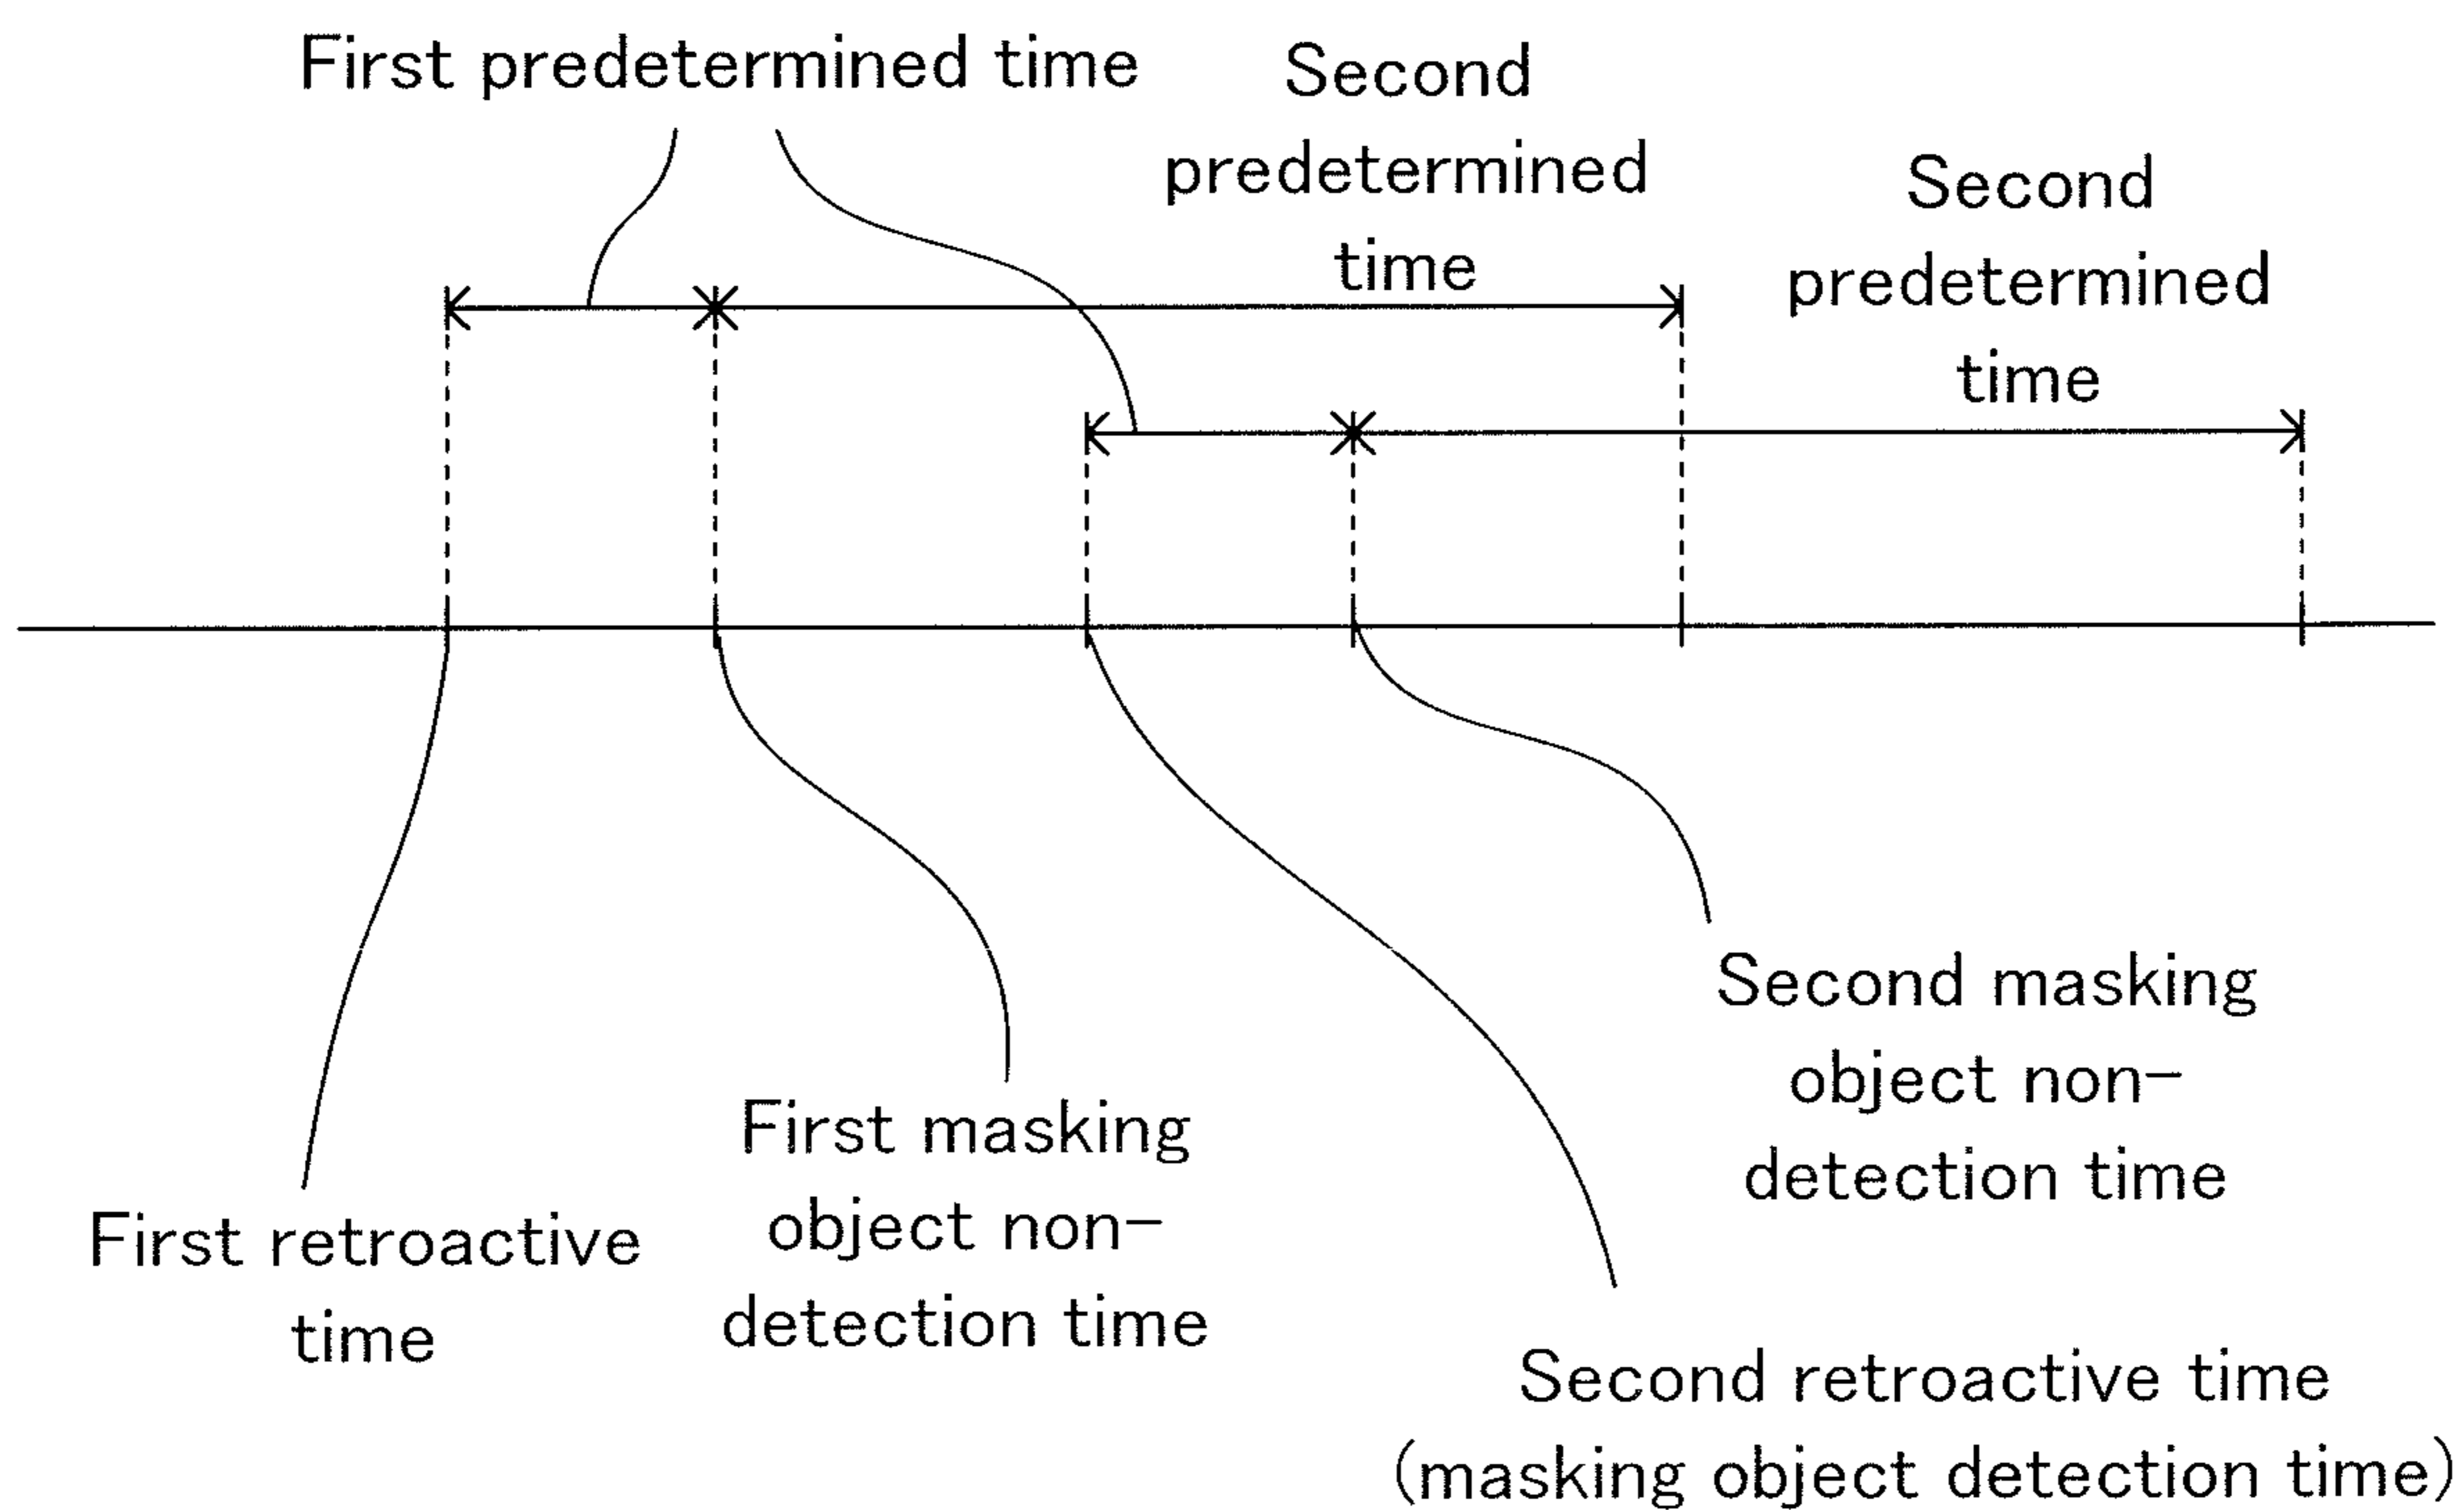 First predetermined time
Second
predetermined
time
Second
predetermined
time
First retroactive
time
First masking
object non-
detection time
Second masking
object non-
detection time
Second retroactive time
(masking object detection time)